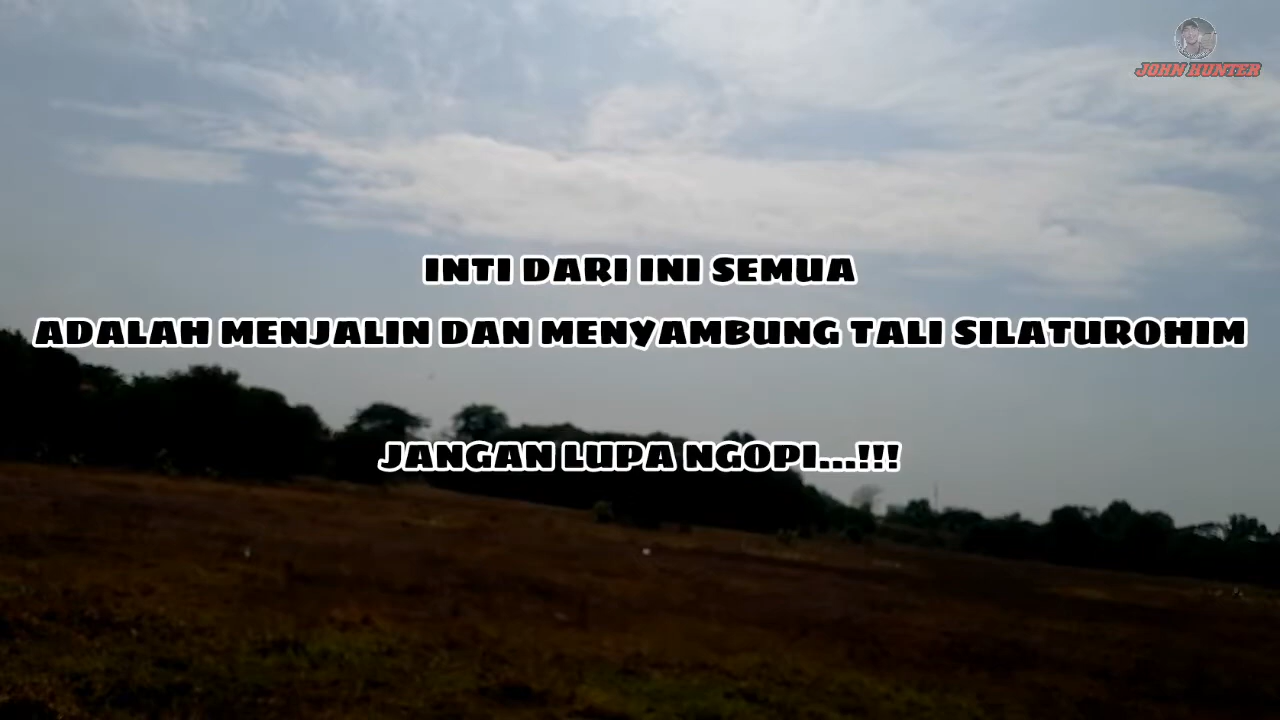 JOHN HUNTER
INTI DARI INI SEMUA
ADALAH MENJALIN DAN MENYAMBUNG TALI SILATUROHIM
JANGAN LUPA NGOPI...!!!